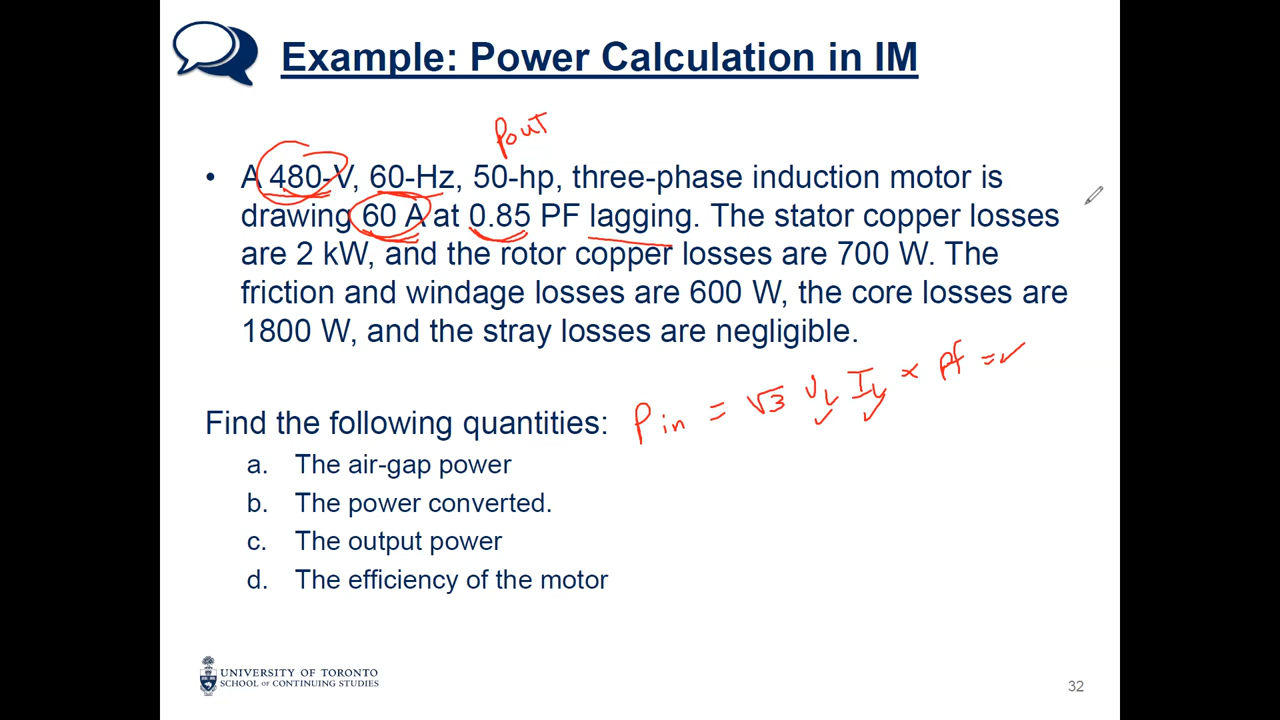 Example: Power Calculation in IM
Pout
• A 480-V, 60-Hz, 50-hp, three-phase induction motor is
drawing 60 A at 0.85 PF lagging. The stator copper losses
are 2 kW, and the rotor copper losses are 700 W. The
friction and windage losses are 600 W, the core losses are
1800 W, and the stray losses are negligible.
Pin = √3 VL IL × Pf = ✓
Find the following quantities:
a. The air-gap power
b. The power converted.
c. The output power
d. The efficiency of the motor
UNIVERSITY OF TORONTO
SCHOOL OF CONTINUING STUDIES
32